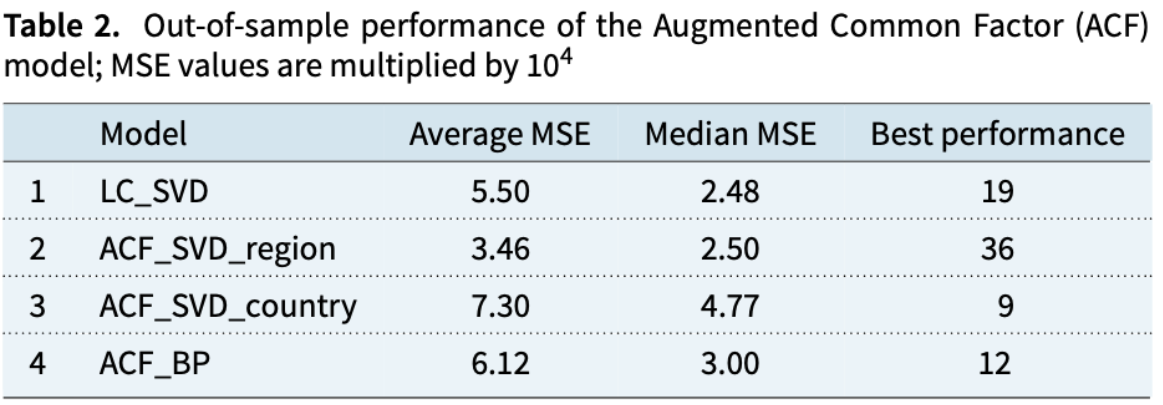 Table 2. Out-of-sample performance of the Augmented Common Factor (ACF)
model; MSE values are multiplied by 10⁴
Model Average MSE Median MSE Best performance
1 LC_SVD 5.50 2.48 19
2 ACF_SVD_region 3.46 2.50 36
3 ACF_SVD_country 7.30 4.77 9
4 ACF_BP 6.12 3.00 12